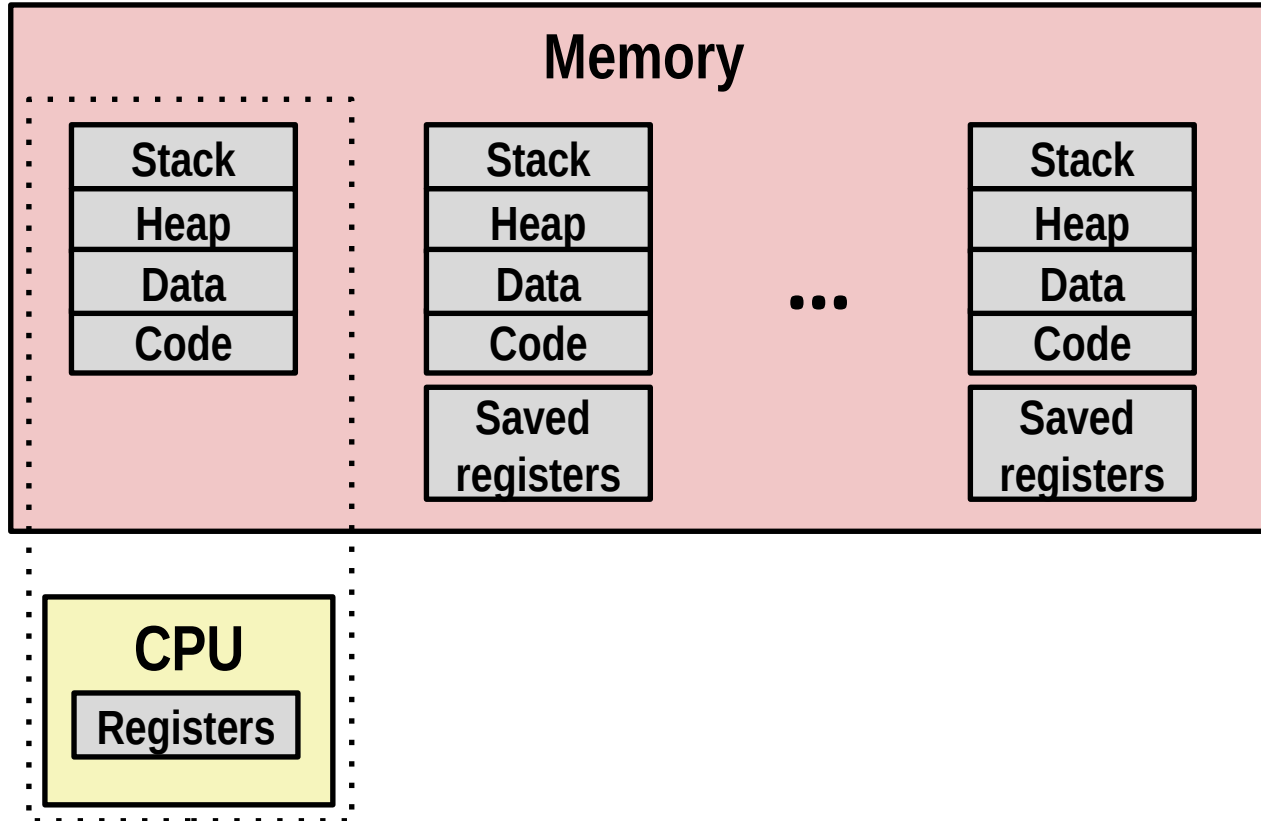 Memory
Stack
Heap
Data
Code
Stack
Heap
Data
Code
Saved
registers
...
Stack
Heap
Data
Code
Saved
registers
CPU
Registers